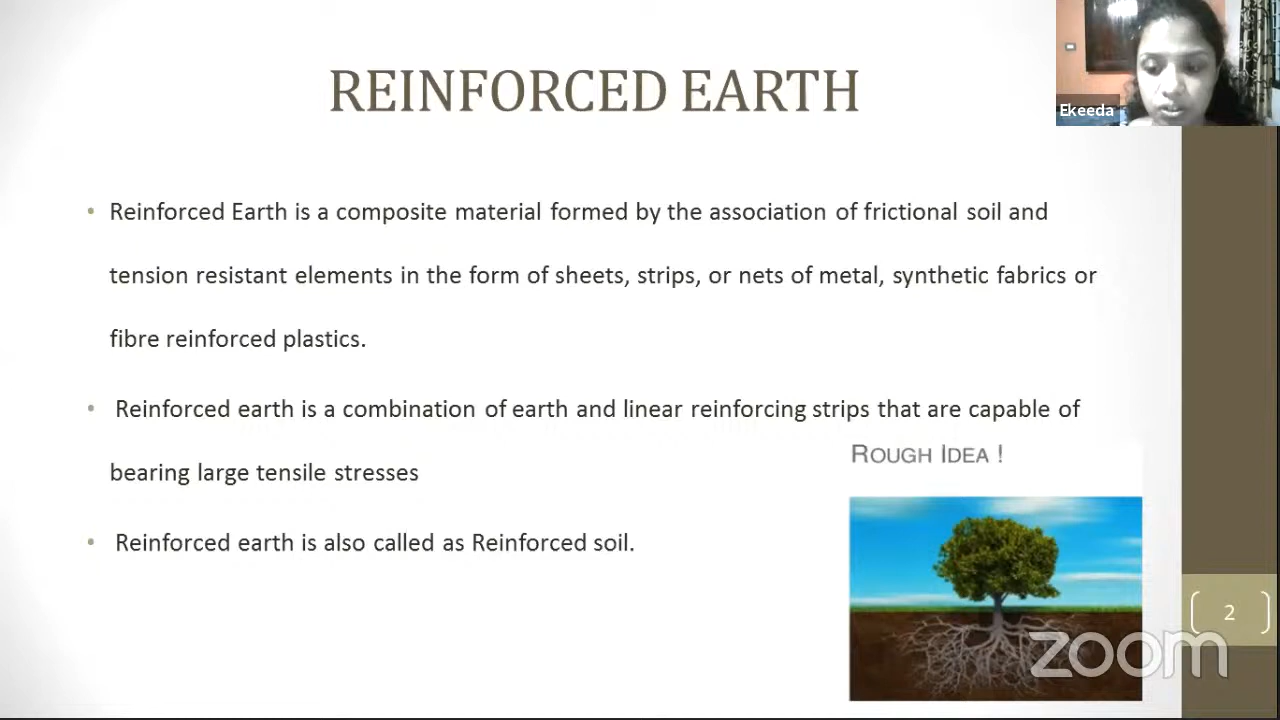 REINFORCED EARTH
Ekeeda
• Reinforced Earth is a composite material formed by the association of frictional soil and
tension resistant elements in the form of sheets, strips, or nets of metal, synthetic fabrics or
fibre reinforced plastics.
• Reinforced earth is a combination of earth and linear reinforcing strips that are capable of
bearing large tensile stresses
• Reinforced earth is also called as Reinforced soil.
ROUGH IDEA !
2
zoom